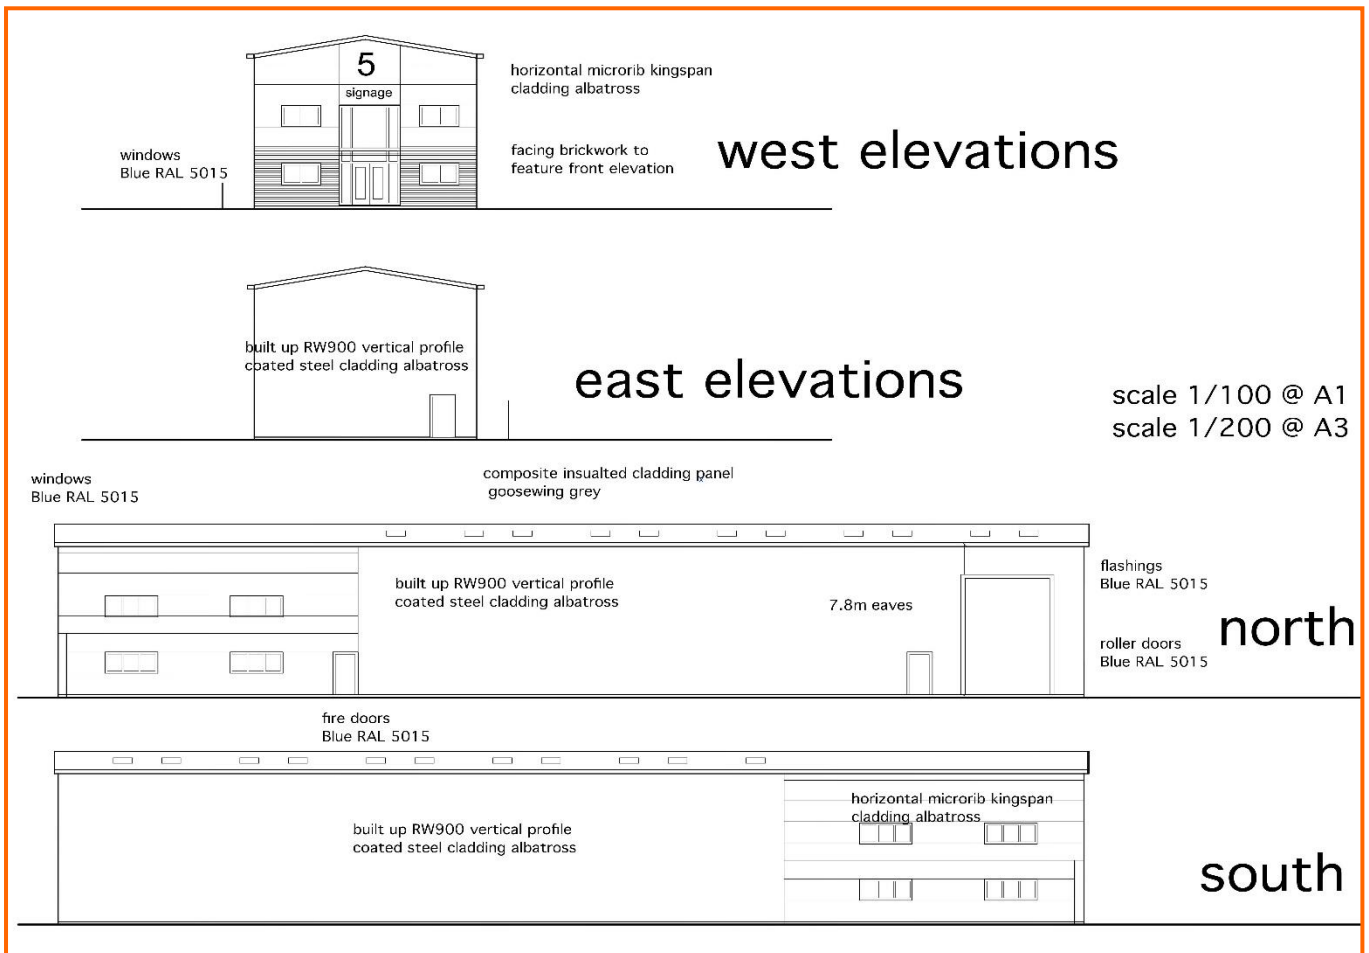 5
signage
horizontal microrib kingspan
cladding albatross
facing brickwork to
feature front elevation
west elevations
windows
Blue RAL 5015
built up RW900 vertical profile
coated steel cladding albatross
east elevations
scale 1/100 @ A1
scale 1/200 @ A3
windows
Blue RAL 5015
composite insualted cladding panel
goosewing grey
built up RW900 vertical profile
coated steel cladding albatross
7.8m eaves
flashings
Blue RAL 5015
north
roller doors
Blue RAL 5015
fire doors
Blue RAL 5015
built up RW900 vertical profile
coated steel cladding albatross
horizontal microrib kingspan
cladding albatross
south